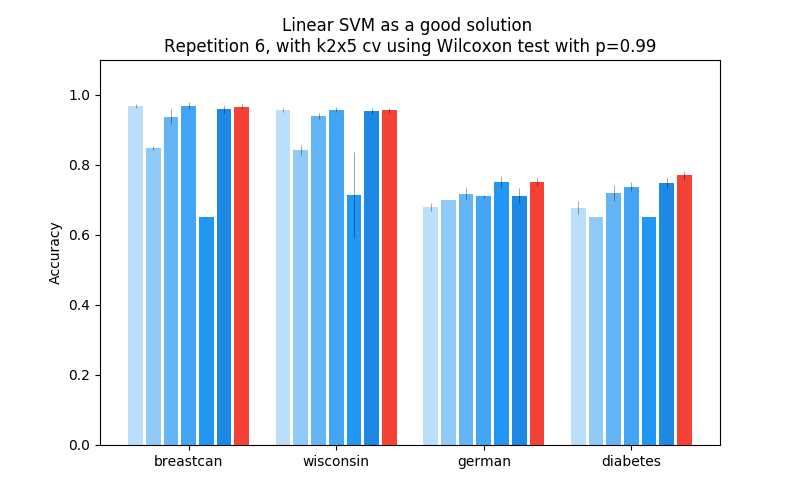 Linear SVM as a good solution
Repetition 6, with k2x5 cv using Wilcoxon test with p=0.99
1.0
0.8
0.6
0.4
0.2
0.0
Accuracy
breastcan
wisconsin
german
diabetes